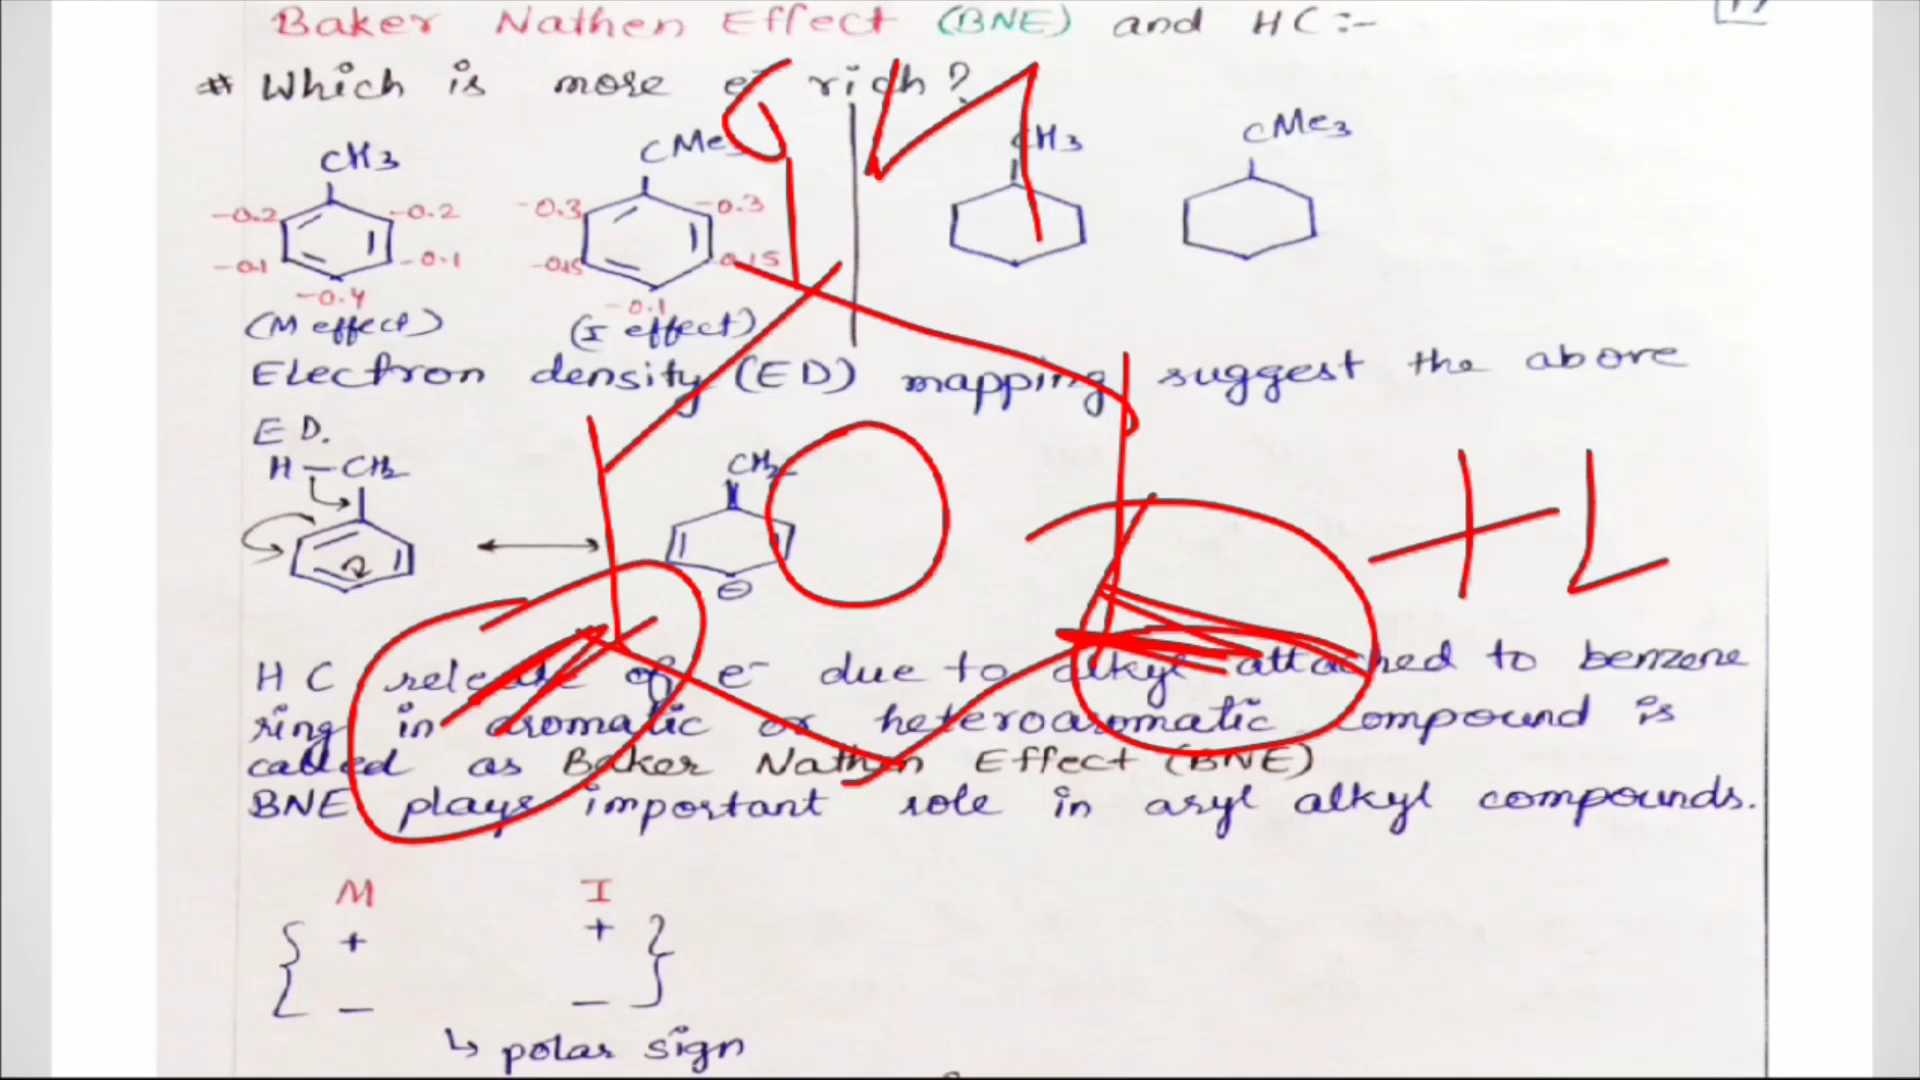 Baker Nathen Effect (BNE) and HC:-
# Which is more e⁻ rich?
CH3 CMe3 CH3 CMe3
-0.2 -0.2 -0.3 -0.3
-0.1 -0.1 -0.15 -0.15
-0.4 -0.1
(M effect) (I effect)
Electron density (ED) mapping suggest the above
ED.
H-CH2 CH2
⊖
+I
HC release of e⁻ due to alkyl attached to benzene
ring in aromatic or heteroaromatic compound is
called as Baker Nathen Effect (BNE)
BNE plays important role in aryl alkyl compounds.
M I
{ + + }
- -
↳ polar sign